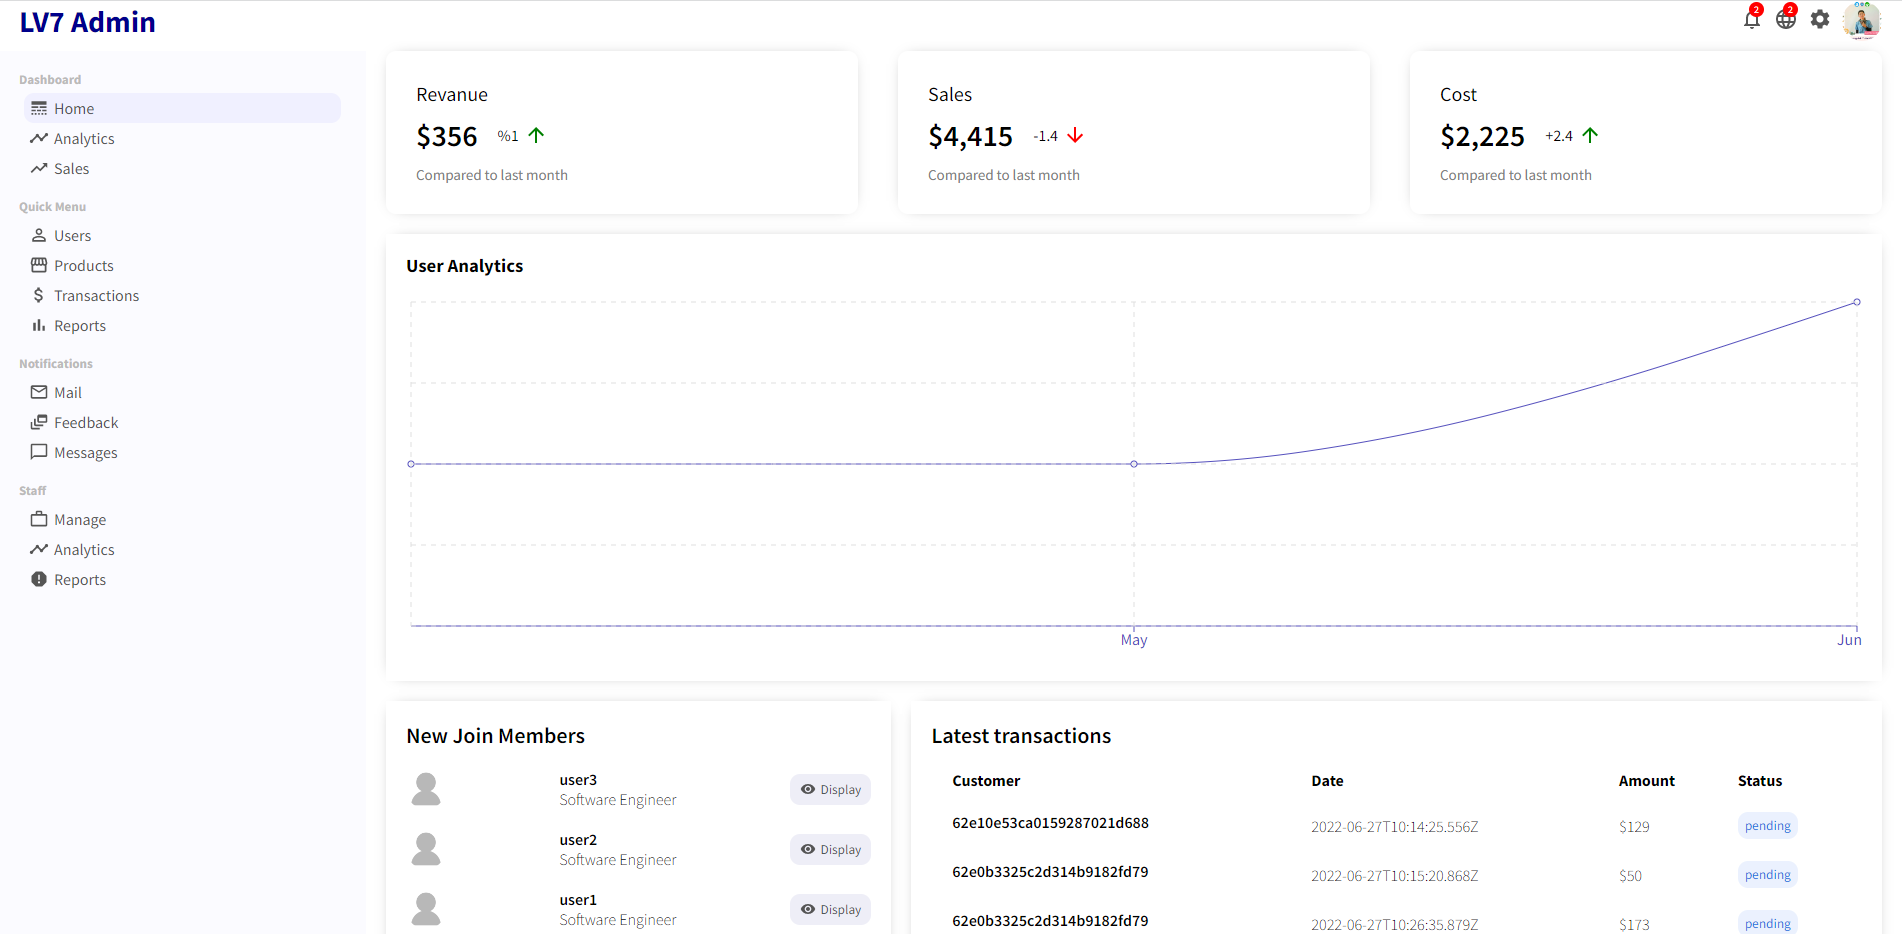 LV7 Admin
2
2
Dashboard
Home
Analytics
Sales
Quick Menu
Users
Products
Transactions
Reports
Notifications
Mail
Feedback
Messages
Staff
Manage
Analytics
Reports
Revanue
$356 %1
Compared to last month
Sales
$4,415 -1.4
Compared to last month
Cost
$2,225 +2.4
Compared to last month
User Analytics
May Jun
New Join Members
user3
Software Engineer
Display
user2
Software Engineer
Display
user1
Software Engineer
Display
Latest transactions
Customer Date Amount Status
62e10e53ca0159287021d688 2022-06-27T10:14:25.556Z $129 pending
62e0b3325c2d314b9182fd79 2022-06-27T10:15:20.868Z $50 pending
62e0b3325c2d314b9182fd79 2022-06-27T10:26:35.879Z $173 pending